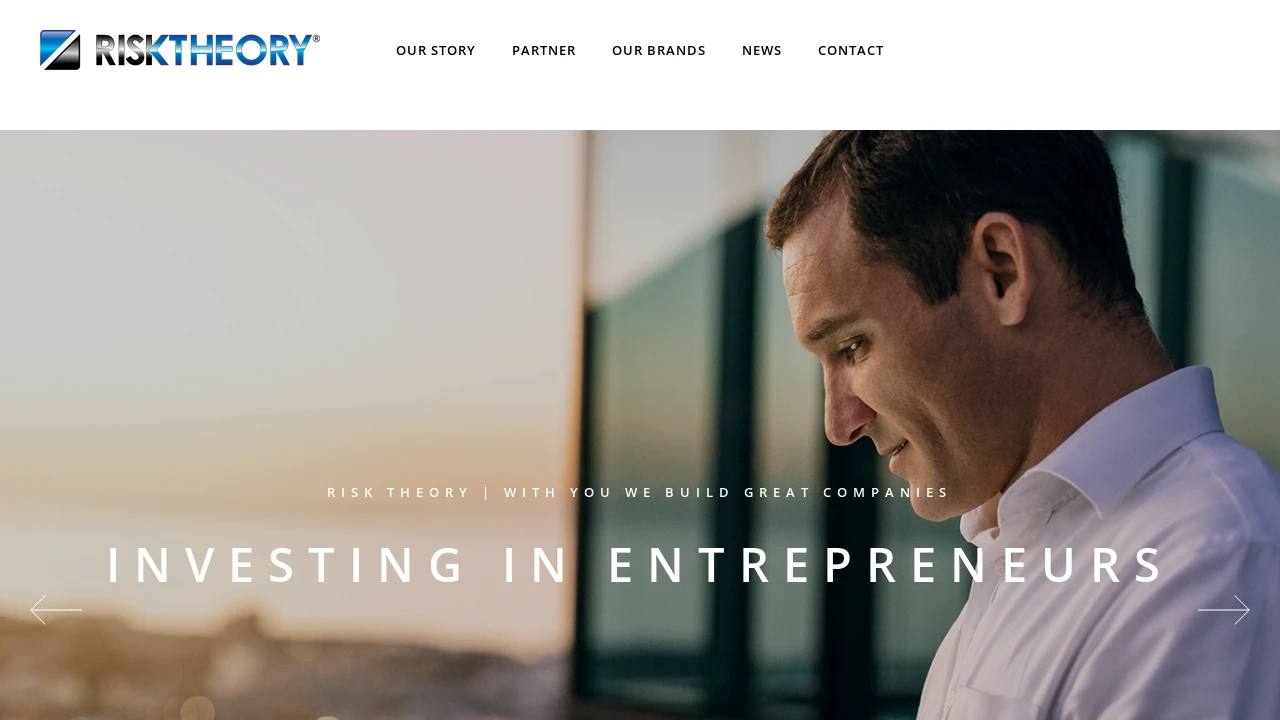 RISKTHEORY®
OUR STORY PARTNER OUR BRANDS NEWS CONTACT
RISK THEORY | WITH YOU WE BUILD GREAT COMPANIES
INVESTING IN ENTREPRENEURS